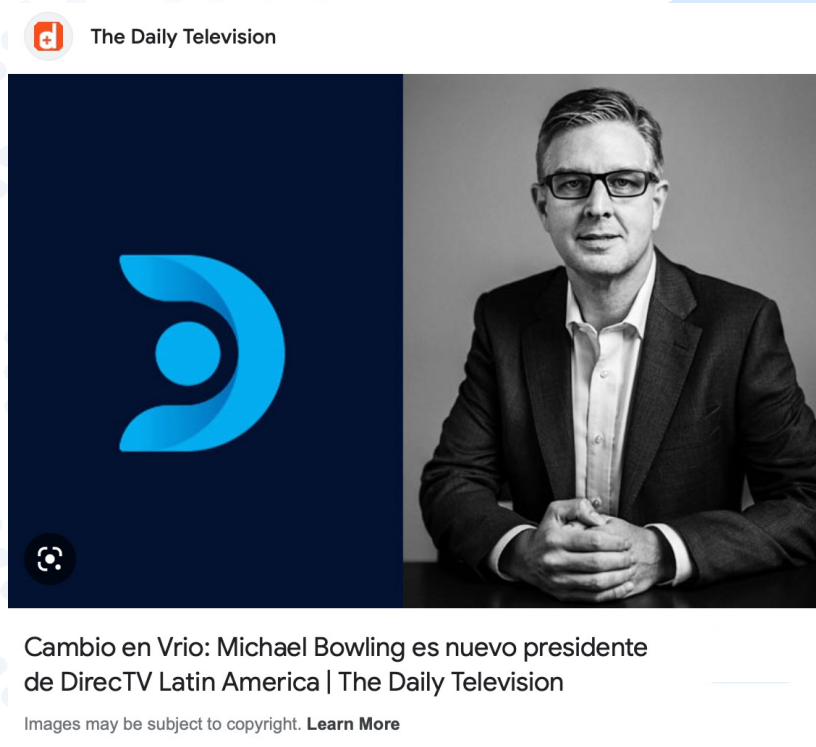 The Daily Television
Cambio en Vrio: Michael Bowling es nuevo presidente
de DirecTV Latin America | The Daily Television
Images may be subject to copyright. Learn More